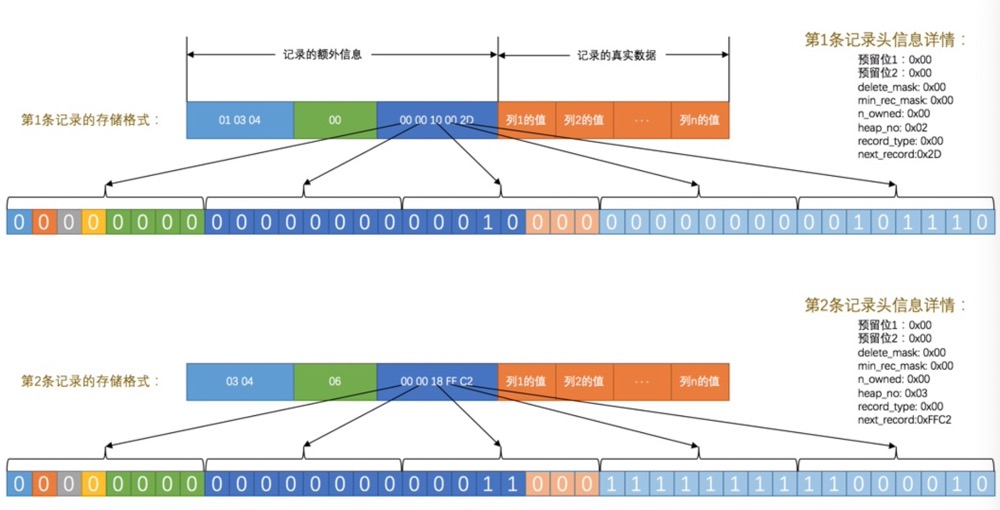 记录的额外信息 记录的真实数据
第1条记录头信息详情：
预留位1：0x00
预留位2：0x00
delete_mask: 0x00
min_rec_mask: 0x00
n_owned: 0x00
heap_no: 0x02
record_type: 0x00
next_record:0x2D
第1条记录的存储格式： 01 03 04 00 00 00 10 00 2D 列1的值 列2的值 ... 列n的值
0 0 0 0 0 0 0 0 0 0 0 0 0 0 0 0 0 0 0 1 0 0 0 0 0 0 0 0 0 0 0 0 0 0 1 0 1 1 1 0
第2条记录头信息详情：
预留位1：0x00
预留位2：0x00
delete_mask: 0x00
min_rec_mask: 0x00
n_owned: 0x00
heap_no: 0x03
record_type: 0x00
next_record:0xFFC2
第2条记录的存储格式： 03 04 06 00 00 18 FF C2 列1的值 列2的值 ... 列n的值
0 0 0 0 0 0 0 0 0 0 0 0 0 0 0 0 0 0 0 1 1 0 0 0 1 1 1 1 1 1 1 1 1 1 0 0 0 0 1 0